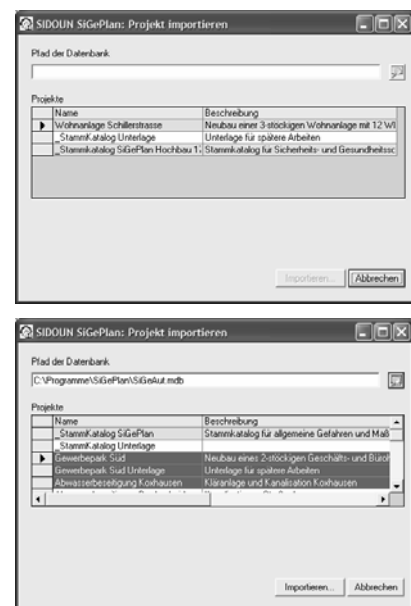 SIDOUN SiGePlan: Projekt importieren
Pfad der Datenbank
Projekte
Name Beschreibung
Wohnanlage Schillerstrasse Neubau einer 3-stöckigen Wohnanlage mit 12 WE
_StammKatalog Unterlage Unterlage für spätere Arbeiten
_Stammkatalog SiGePlan Hochbau Stammkatalog für Sicherheits- und Gesundheitssc
Importieren... Abbrechen
SIDOUN SiGePlan: Projekt importieren
Pfad der Datenbank
C:\Programme\SiGePlan\SiGeAut.mdb
Projekte
Name Beschreibung
_StammKatalog SiGePlan Stammkatalog für allgemeine Gefahren und Maß
_StammKatalog Unterlage
Gewerbepark Süd Neubau eines 2-stöckigen Geschäfts- und Büroh
Gewerbepark Süd Unterlage Unterlage für spätere Arbeiten
Abwasserbeseitigung Koxhausen Kläranlage und Kanalisation Koxhausen
Importieren... Abbrechen